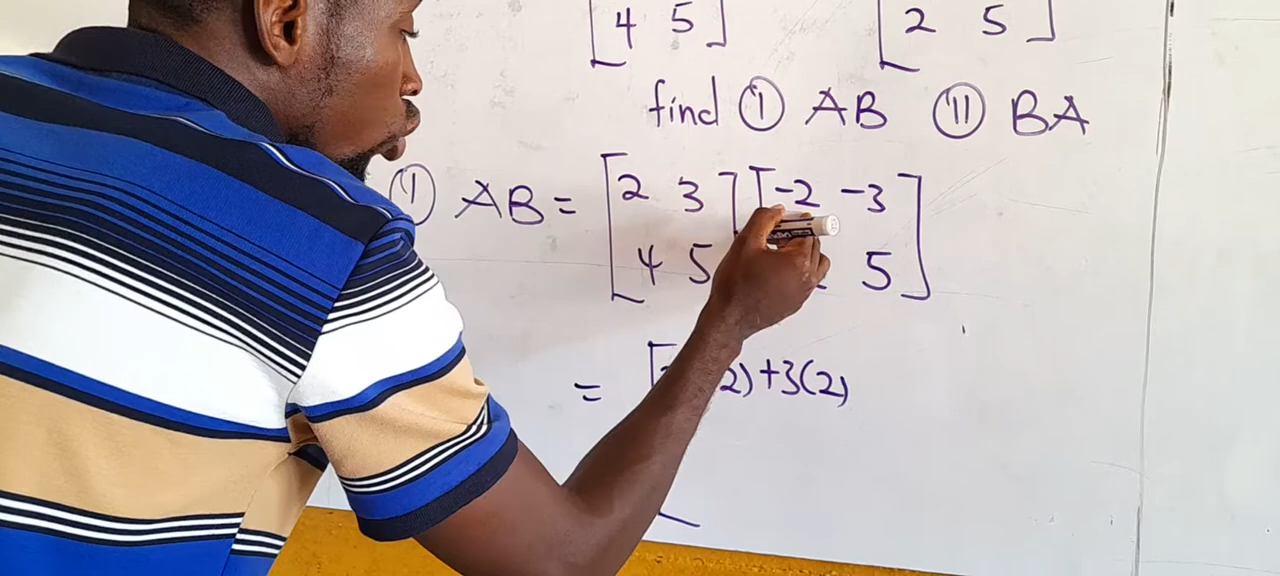 4 5 2 5
find (i) AB (ii) BA
(i) AB = [2 3] [-2 -3]
[4 5] 5]
= [ 2) +3(2)